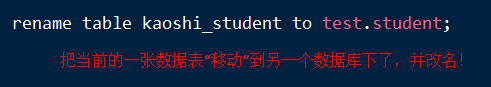 rename table kaoshi_student to test.student;
把当前的一张数据表“移动”到另一个数据库下了，并改名！